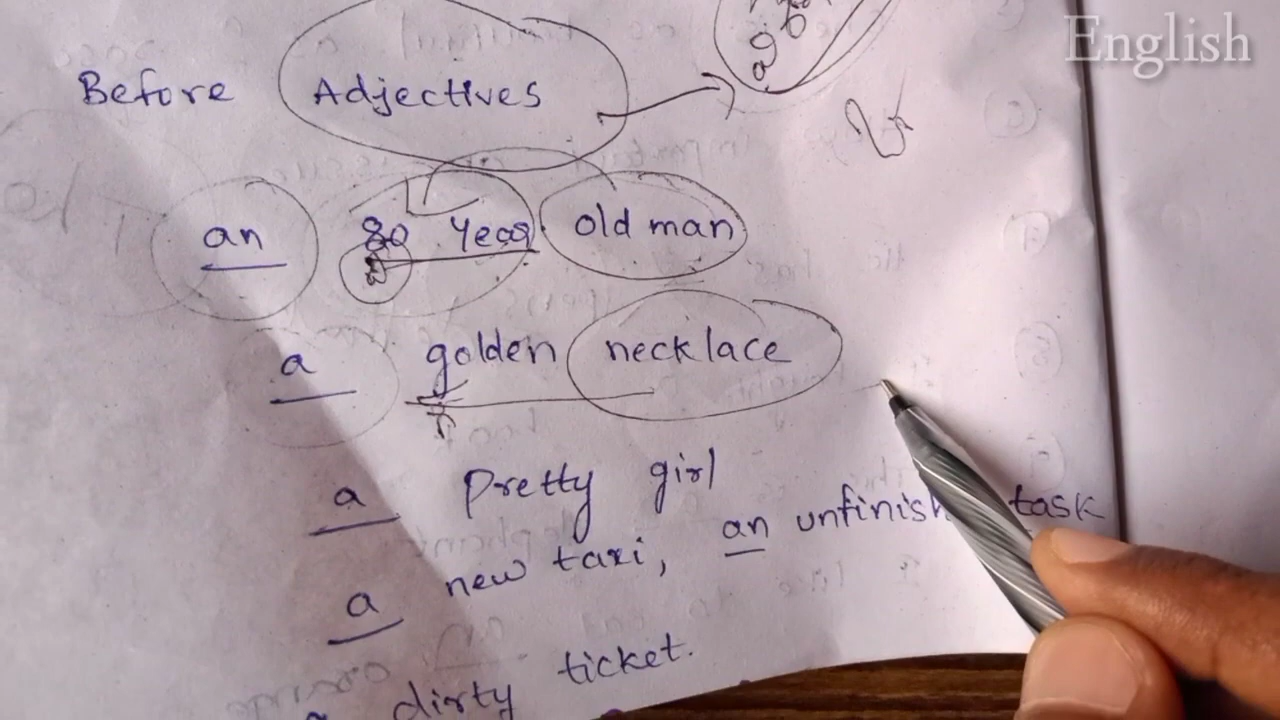 English
Before Adjectives
an 80 year old man
a golden necklace
a Pretty girl
a new taxi, an unfinish task
a dirty ticket.